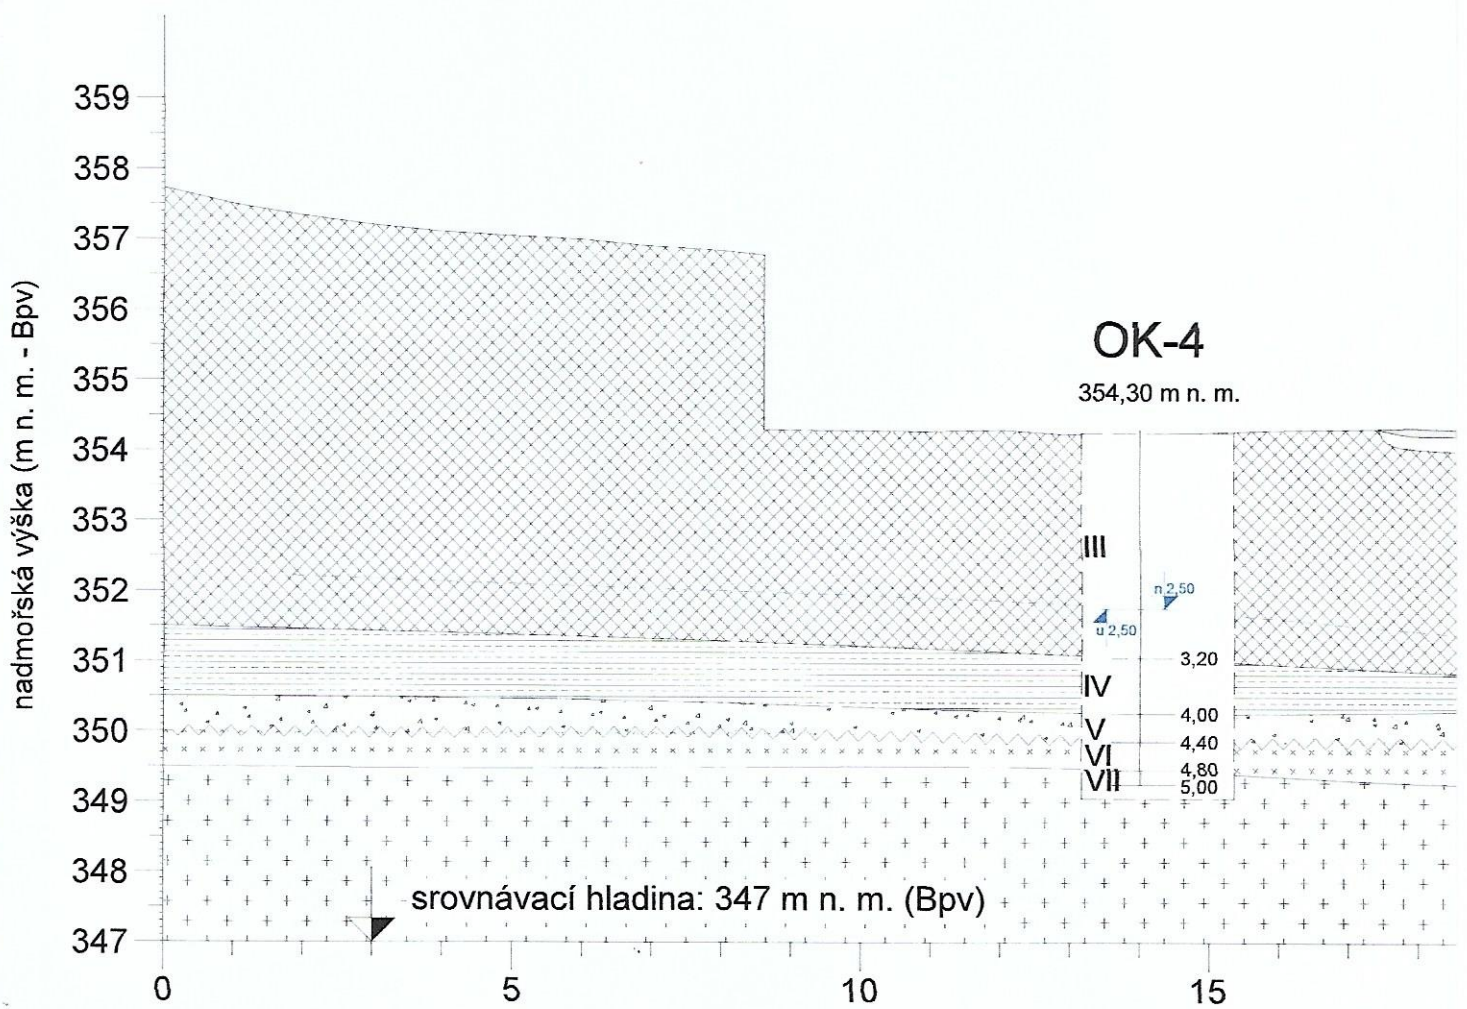 359
358
357
356
355
354
353
352
351
350
349
348
347
nadmořská výška (m n. m. - Bpv)
OK-4
354,30 m n. m.
III
n 2,50
u 2,50
3,20
IV
4,00
V
4,40
VI
4,80
VII
5,00
srovnávací hladina: 347 m n. m. (Bpv)
0 5 10 15